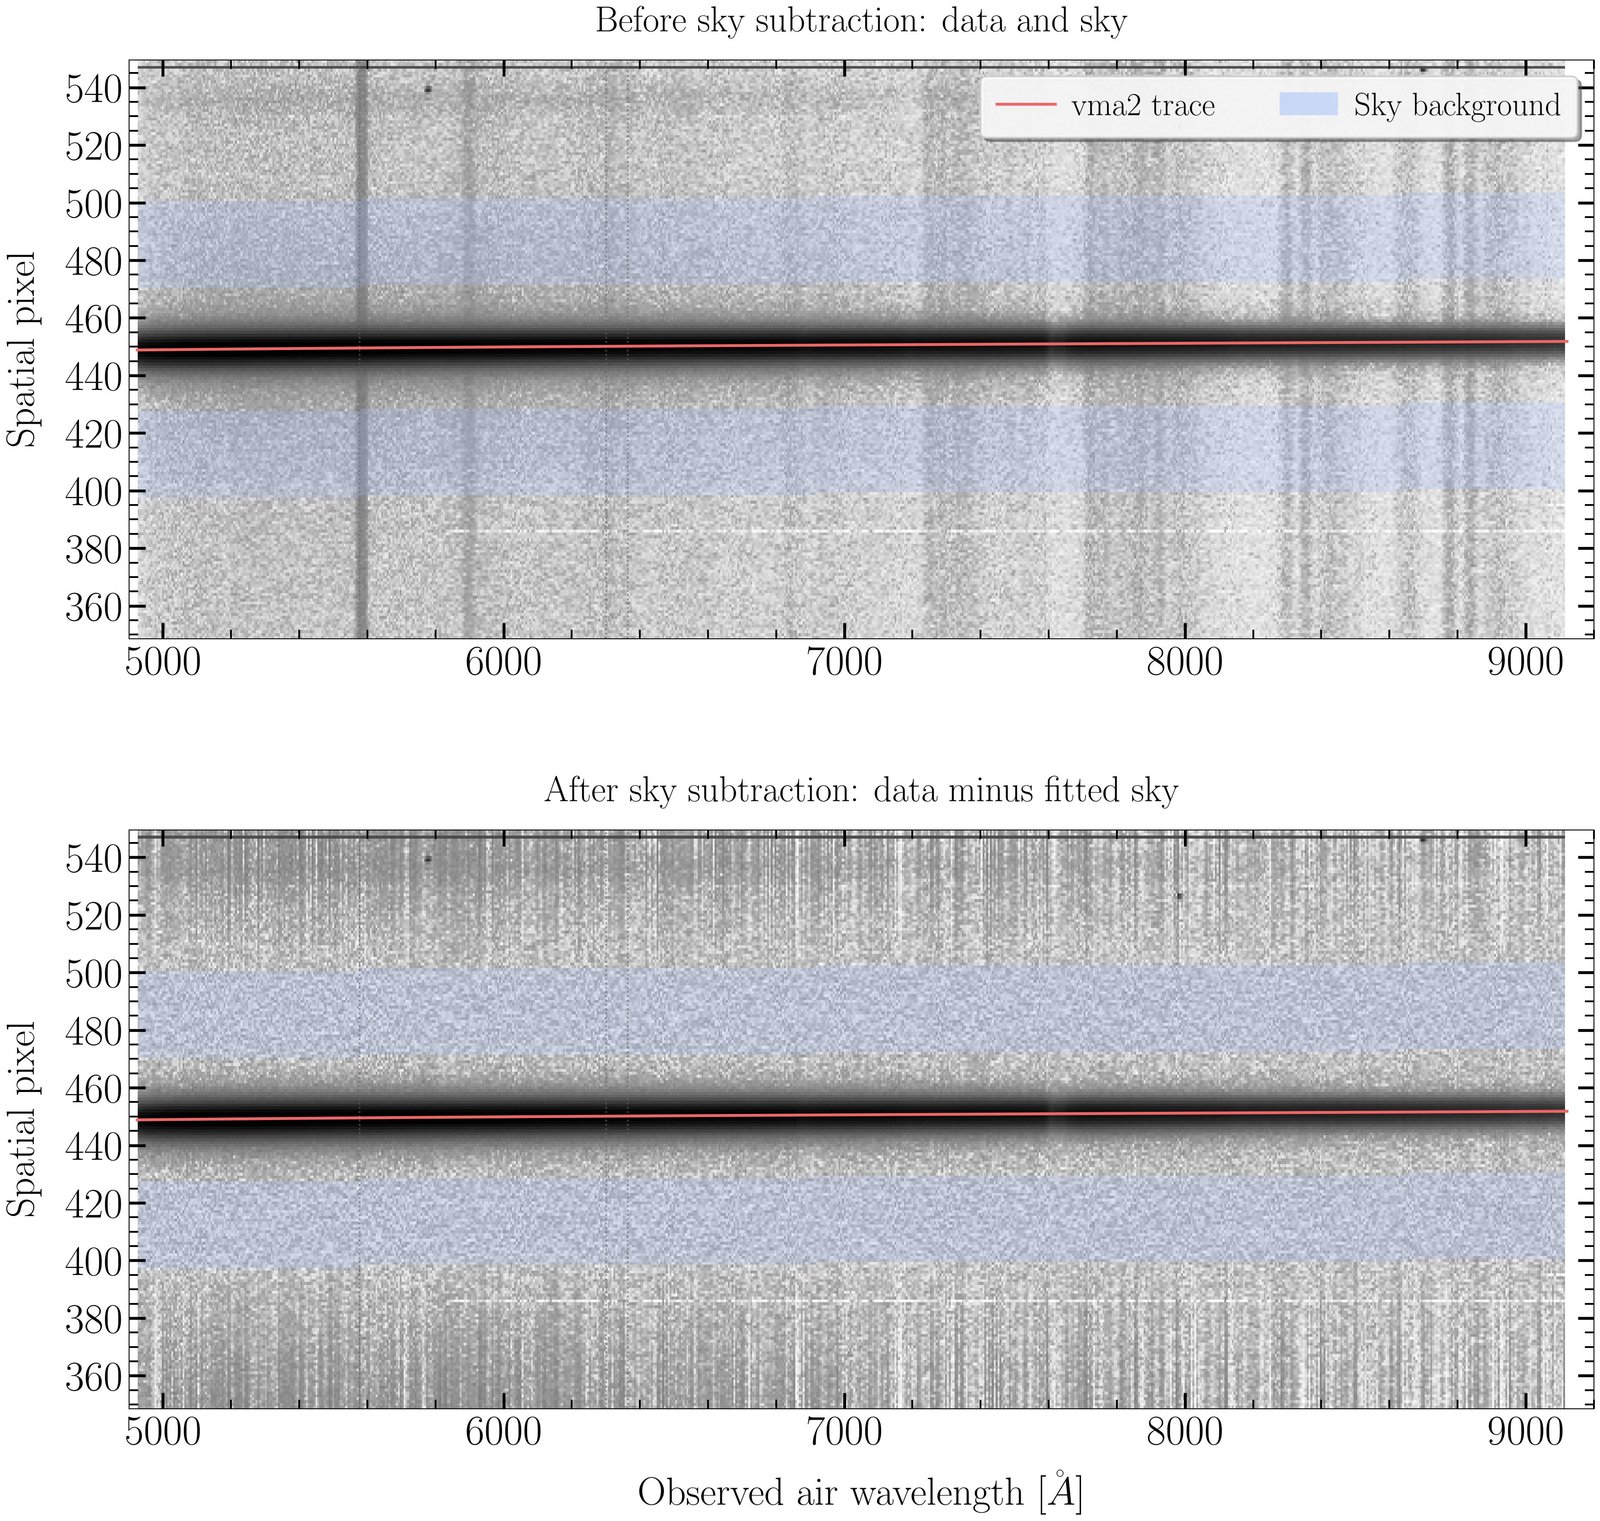 Before sky subtraction: data and sky
vma2 trace
Sky background
Spatial pixel
540
520
500
480
460
440
420
400
380
360
5000 6000 7000 8000 9000
After sky subtraction: data minus fitted sky
Spatial pixel
540
520
500
480
460
440
420
400
380
360
5000 6000 7000 8000 9000
Observed air wavelength [Å]